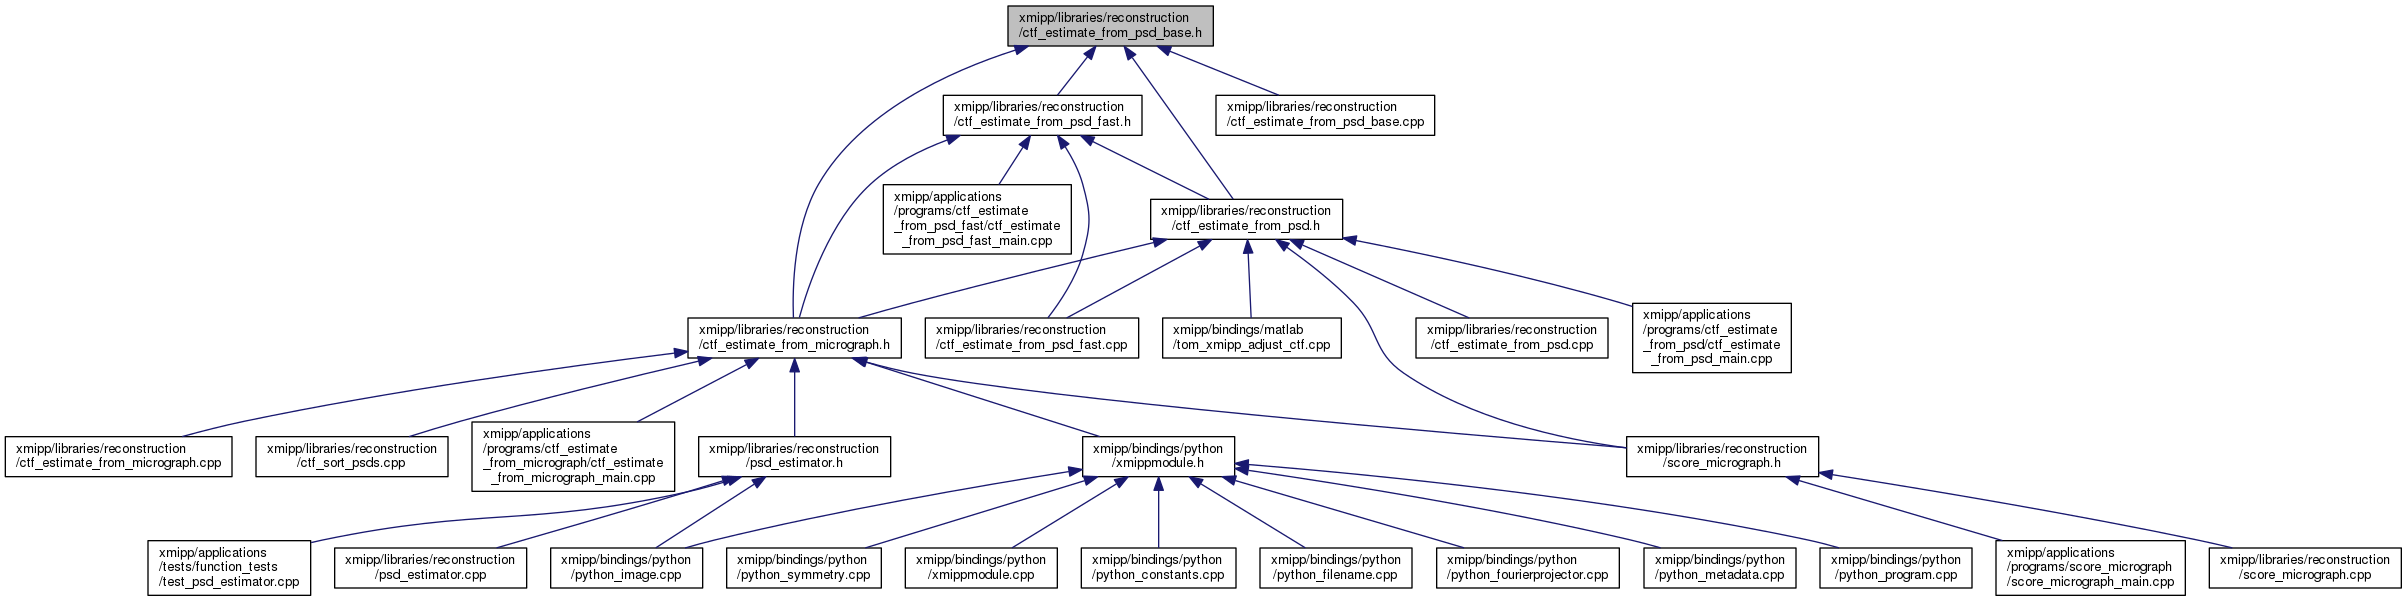 xmipp/libraries/reconstruction
/ctf_estimate_from_psd_base.h
xmipp/libraries/reconstruction
/ctf_estimate_from_psd_fast.h
xmipp/libraries/reconstruction
/ctf_estimate_from_psd_base.cpp
xmipp/applications
/programs/ctf_estimate
_from_psd_fast/ctf_estimate
_from_psd_fast_main.cpp
xmipp/libraries/reconstruction
/ctf_estimate_from_psd.h
xmipp/libraries/reconstruction
/ctf_estimate_from_micrograph.h
xmipp/libraries/reconstruction
/ctf_estimate_from_psd_fast.cpp
xmipp/bindings/matlab
/tom_xmipp_adjust_ctf.cpp
xmipp/libraries/reconstruction
/ctf_estimate_from_psd.cpp
xmipp/applications
/programs/ctf_estimate
_from_psd/ctf_estimate
_from_psd_main.cpp
xmipp/libraries/reconstruction
/ctf_estimate_from_micrograph.cpp
xmipp/libraries/reconstruction
/ctf_sort_psds.cpp
xmipp/applications
/programs/ctf_estimate
_from_micrograph/ctf_estimate
_from_micrograph_main.cpp
xmipp/libraries/reconstruction
/psd_estimator.h
xmipp/bindings/python
/xmippmodule.h
xmipp/libraries/reconstruction
/score_micrograph.h
xmipp/applications
/tests/function_tests
/test_psd_estimator.cpp
xmipp/libraries/reconstruction
/psd_estimator.cpp
xmipp/bindings/python
/python_image.cpp
xmipp/bindings/python
/python_symmetry.cpp
xmipp/bindings/python
/xmippmodule.cpp
xmipp/bindings/python
/python_constants.cpp
xmipp/bindings/python
/python_filename.cpp
xmipp/bindings/python
/python_fourierprojector.cpp
xmipp/bindings/python
/python_metadata.cpp
xmipp/bindings/python
/python_program.cpp
xmipp/applications
/programs/score_micrograph
/score_micrograph_main.cpp
xmipp/libraries/reconstruction
/score_micrograph.cpp